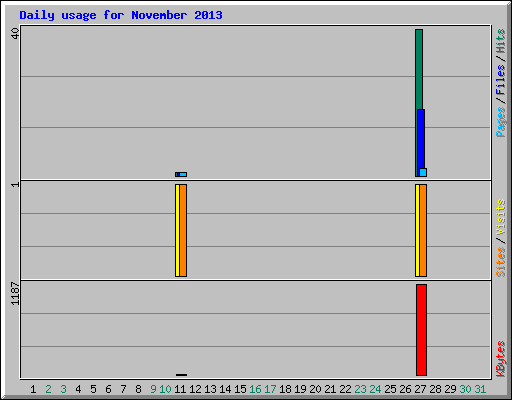 Daily usage for November 2013
40
Pages / Files / Hits
1
Sites / Visits
1187
KBytes
1 2 3 4 5 6 7 8 9 10 11 12 13 14 15 16 17 18 19 20 21 22 23 24 25 26 27 28 29 30 31